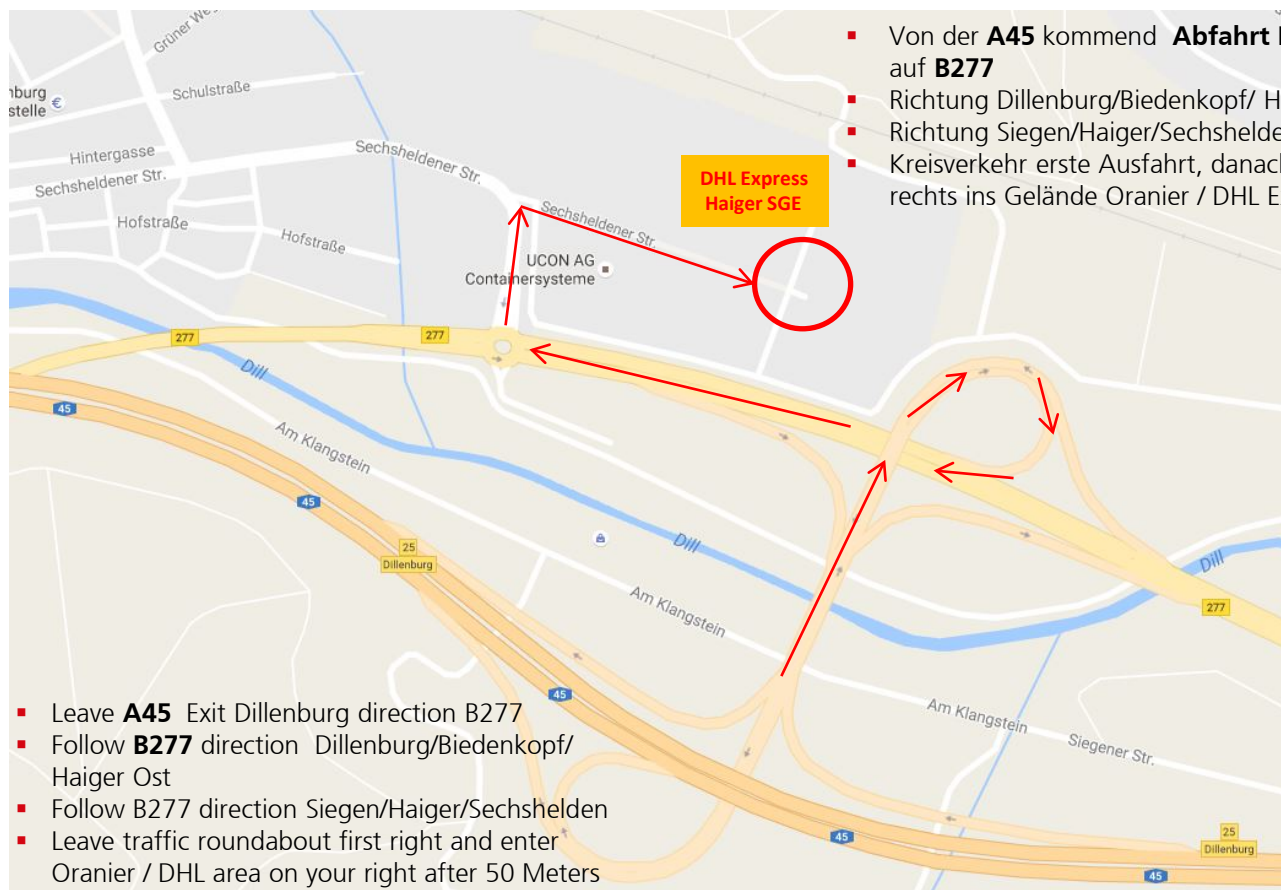 Von der A45 kommend Abfahrt
auf B277
Richtung Dillenburg/Biedenkopf/
Richtung Siegen/Haiger/Sechshelde
Kreisverkehr erste Ausfahrt, danac
rechts ins Gelände Oranier / DHL E
Grüner We
Schulstraße
nburg
stelle
Hintergasse
Sechsheldener Str.
Sechsheldener Str.
Hofstraße
Hofstraße
Sechsheldener Str.
DHL Express
Haiger SGE
UCON AG
Containersysteme
277
277
Dill
45
Am Klangstein
45
25
Dillenburg
Dill
Am Klangstein
Dill
277
45
Am Klangstein
Siegener Str.
45
25
Dillenburg
45
Leave A45 Exit Dillenburg direction B277
Follow B277 direction Dillenburg/Biedenkopf/
Haiger Ost
Follow B277 direction Siegen/Haiger/Sechshelden
Leave traffic roundabout first right and enter
Oranier / DHL area on your right after 50 Meters